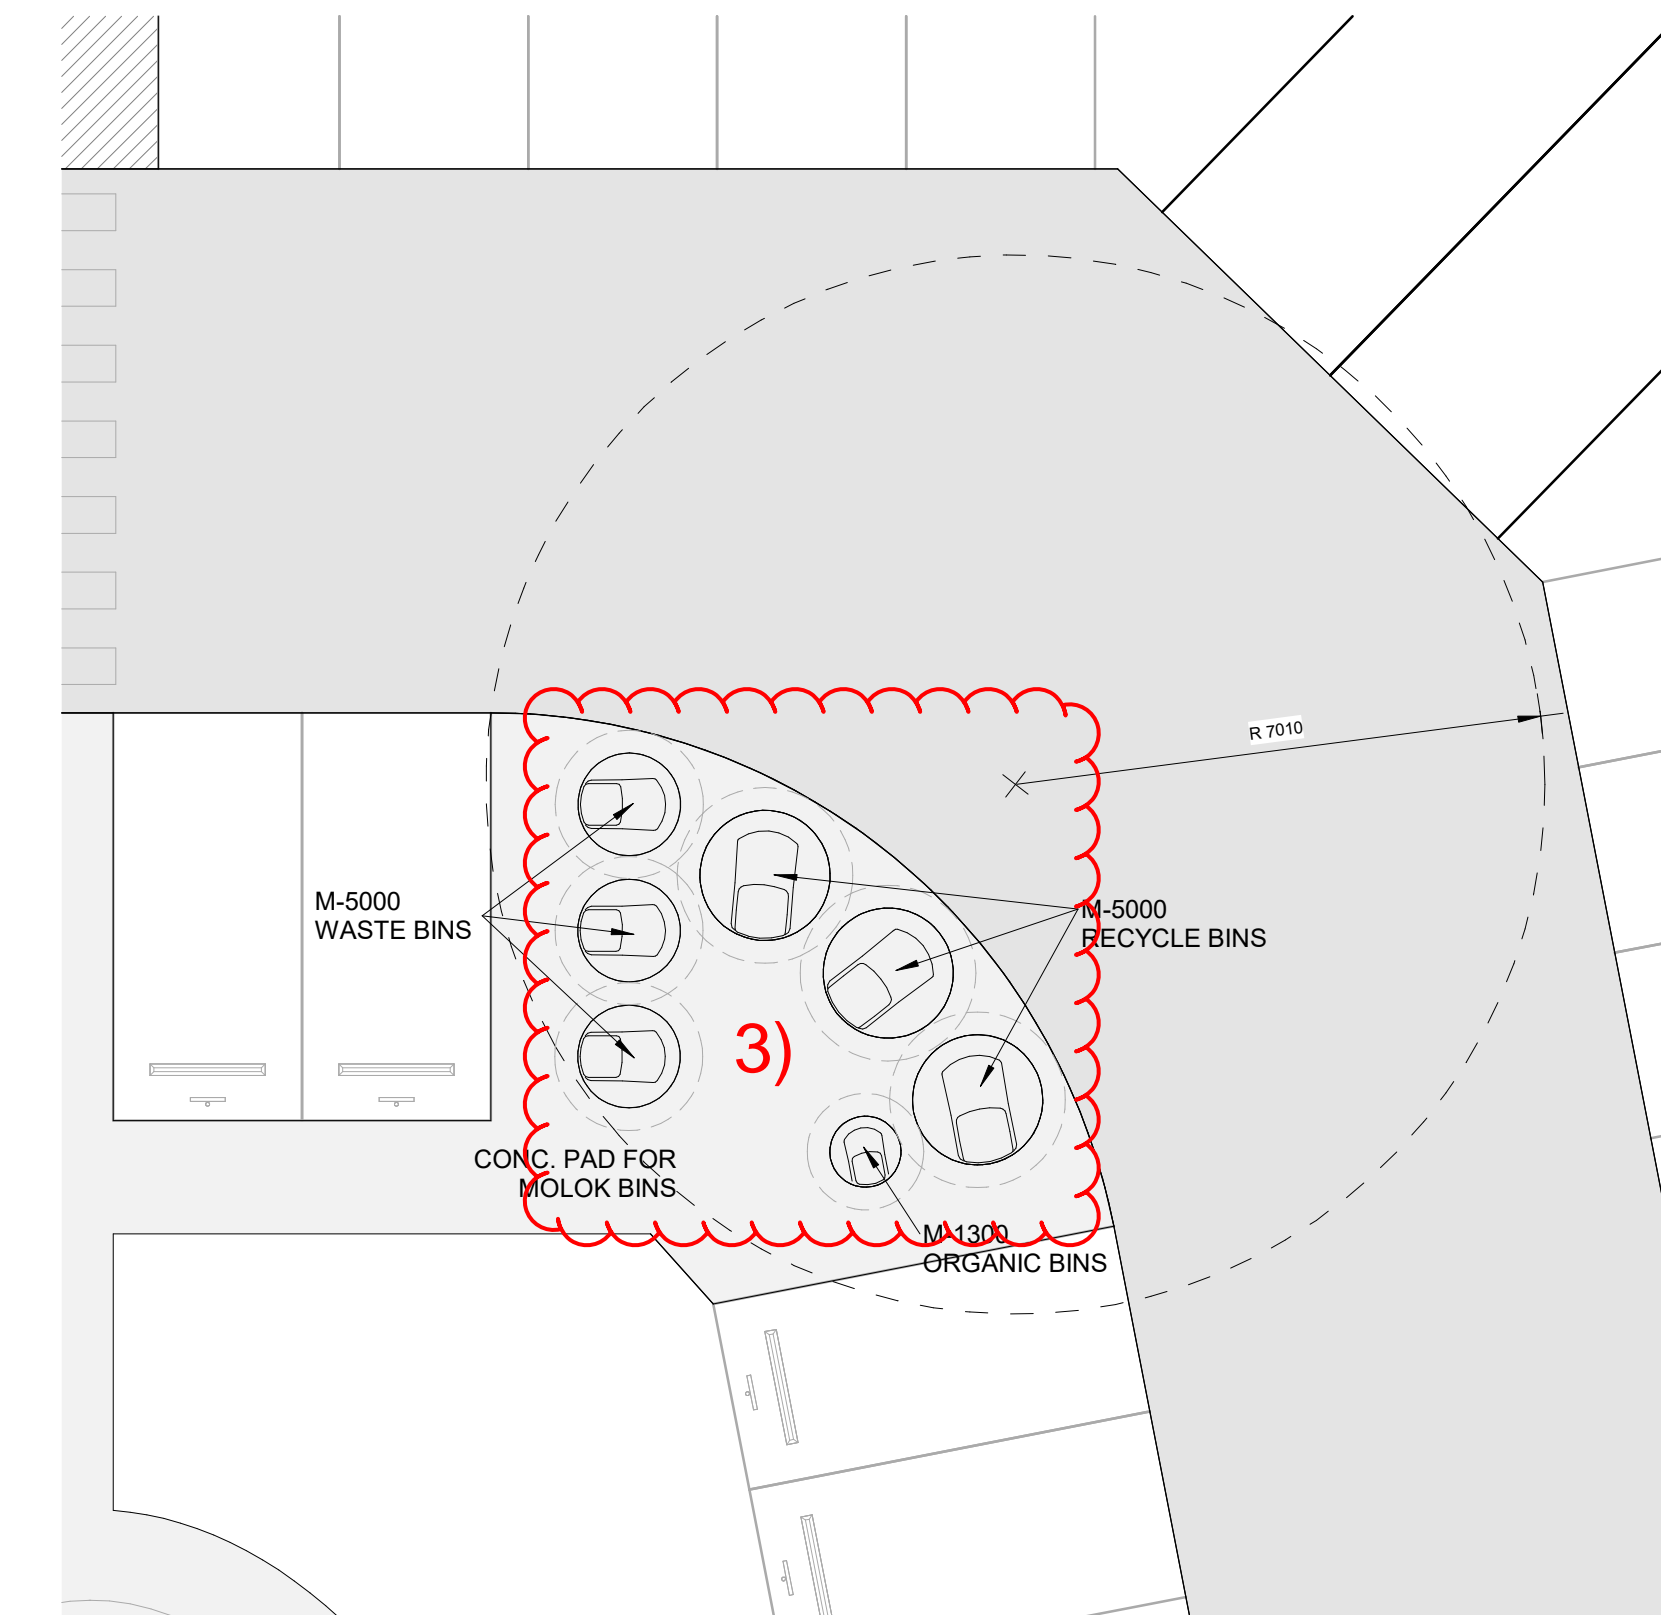 R 7010
M-5000
WASTE BINS
M-5000
RECYCLE BINS
3)
CONC. PAD FOR
MOLOK BINS
M-1300
ORGANIC BINS